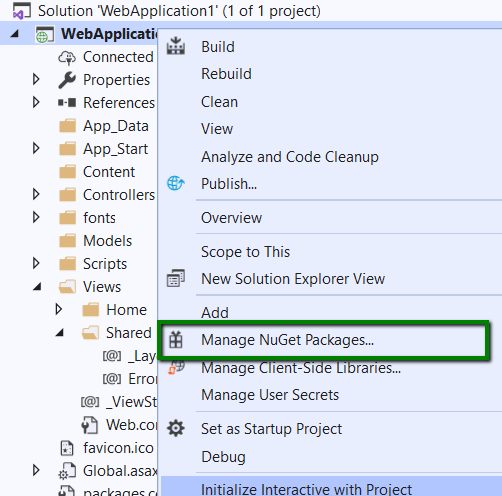 Solution 'WebApplication1' (1 of 1 project)
WebApplicatio
Connected
Properties
References
App_Data
App_Start
Content
Controllers
fonts
Models
Scripts
Views
Home
Shared
[@] _Lay
[@] Error
[@] _ViewSt
Web.con
favicon.ico
Global.asax
packages.c
Build
Rebuild
Clean
View
Analyze and Code Cleanup
Publish...
Overview
Scope to This
New Solution Explorer View
Add
Manage NuGet Packages...
Manage Client-Side Libraries...
Manage User Secrets
Set as Startup Project
Debug
Initialize Interactive with Project